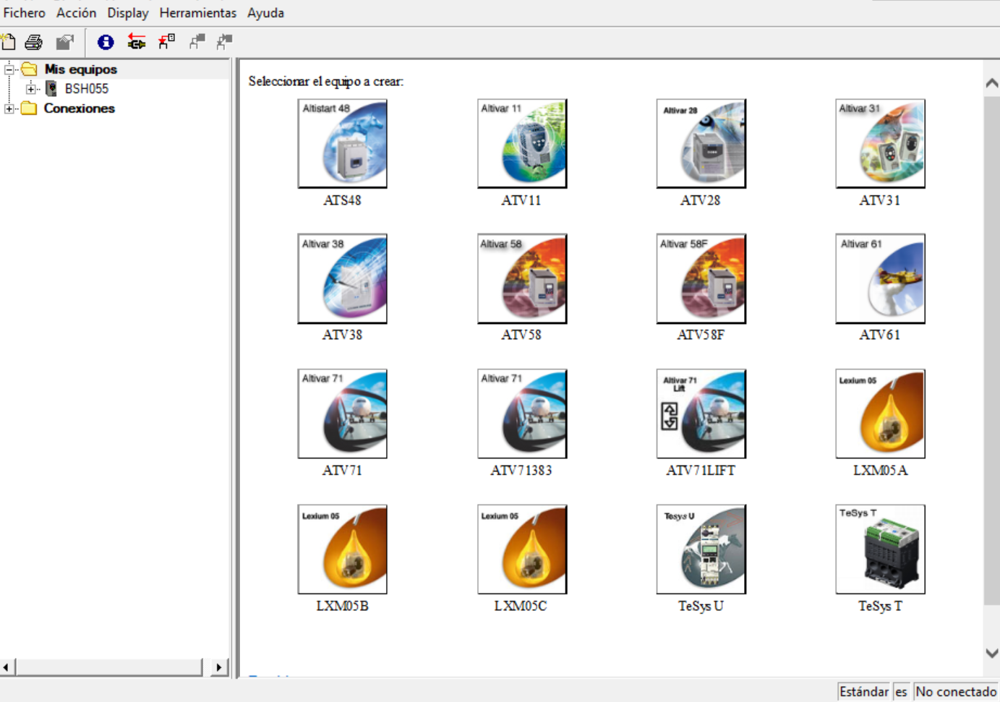 Fichero Acción Display Herramientas Ayuda
Mis equipos
BSH055
Conexiones
Seleccionar el equipo a crear:
Altistart 48
Altivar 11
Altivar 28
Altivar 31
ATS48
ATV11
ATV28
ATV31
Altivar 38
Altivar 58
Altivar 58F
Altivar 61
ATV38
ATV58
ATV58F
ATV61
Altivar 71
Altivar 71
Altivar 71
Lift
Lexium 05
ATV71
ATV71383
ATV71LIFT
LXM05A
Lexium 05
Lexium 05
Tesys U
TeSys T
LXM05B
LXM05C
TeSys U
TeSys T
Estándar es No conectado